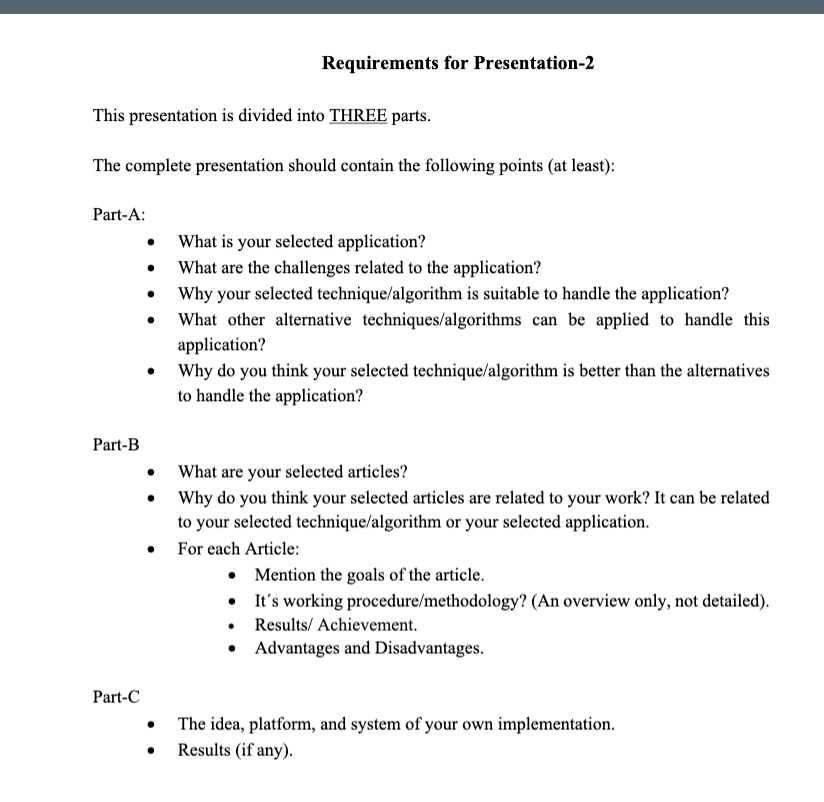 Requirements for Presentation-2
This presentation is divided into THREE parts.
The complete presentation should contain the following points (at least):
Part-A:
• What is your selected application?
• What are the challenges related to the application?
• Why your selected technique/algorithm is suitable to handle the application?
• What other alternative techniques/algorithms can be applied to handle this
application?
• Why do you think your selected technique/algorithm is better than the alternatives
to handle the application?
Part-B
• What are your selected articles?
• Why do you think your selected articles are related to your work? It can be related
to your selected technique/algorithm or your selected application.
• For each Article:
• Mention the goals of the article.
• It´s working procedure/methodology? (An overview only, not detailed).
• Results/ Achievement.
• Advantages and Disadvantages.
Part-C
• The idea, platform, and system of your own implementation.
• Results (if any).